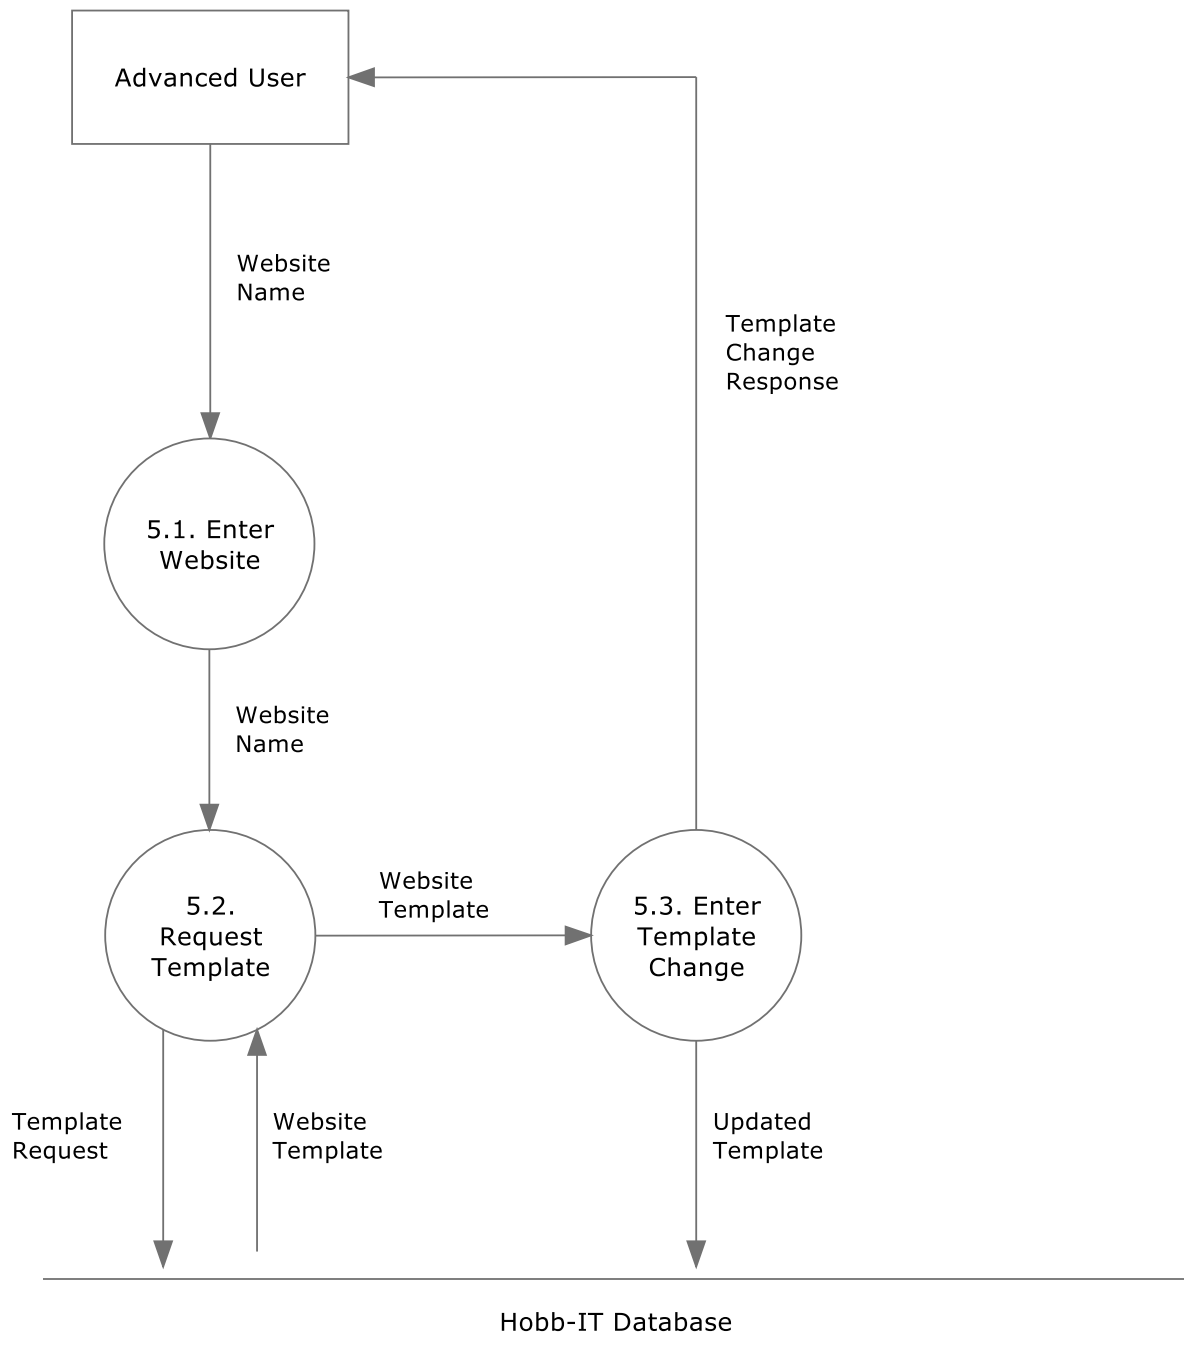 Advanced User
Website
Name
Template
Change
Response
5.1. Enter
Website
Website
Name
5.2.
Request
Template
Website
Template
5.3. Enter
Template
Change
Template
Request
Website
Template
Updated
Template
Hobb-IT Database